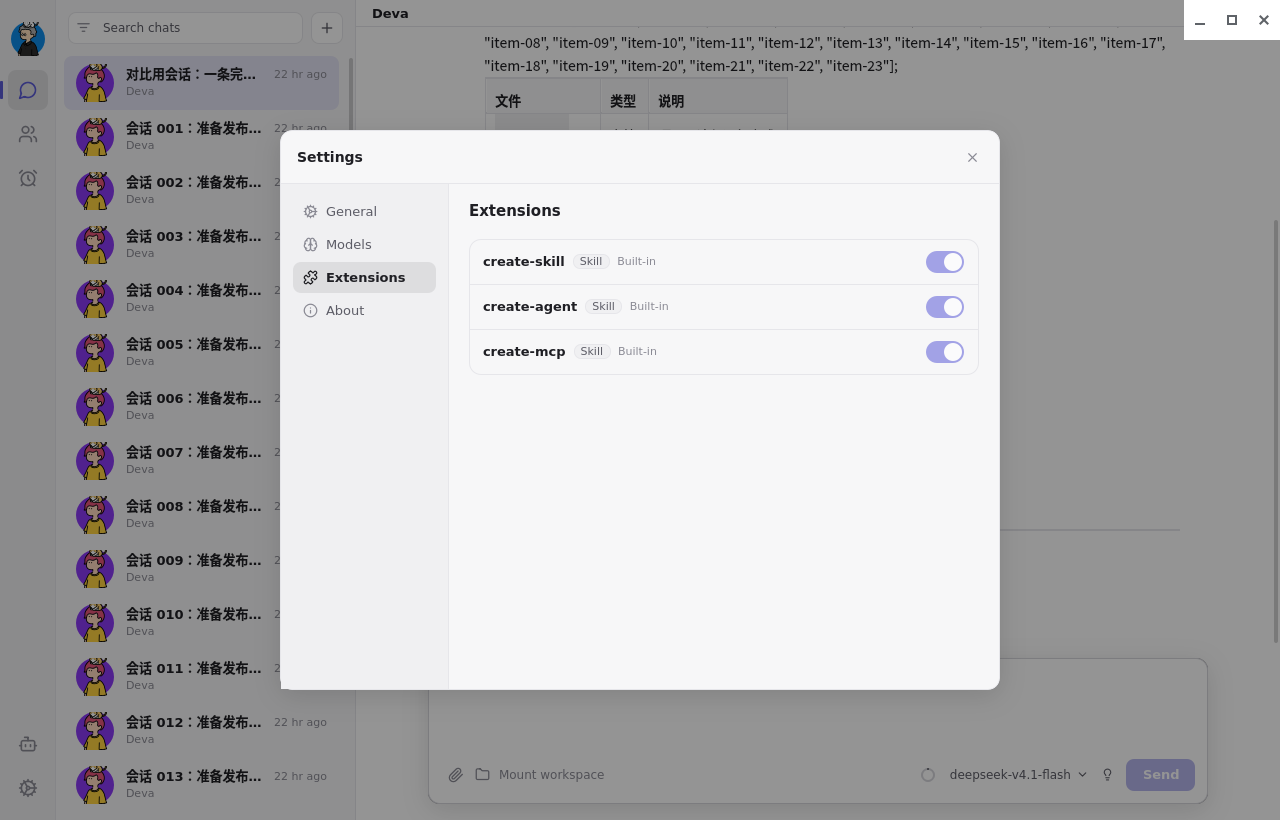 Search chats
对比用会话：一条完...
22 hr ago
Deva
会话 001：准备发布...
22 hr ago
Deva
会话 002：准备发布...
Deva
会话 003：准备发布...
Deva
会话 004：准备发布...
Deva
会话 005：准备发布...
Deva
会话 006：准备发布...
Deva
会话 007：准备发布...
Deva
会话 008：准备发布...
Deva
会话 009：准备发布...
Deva
会话 010：准备发布...
Deva
会话 011：准备发布...
Deva
会话 012：准备发布...
22 hr ago
Deva
会话 013：准备发布...
22 hr ago
Deva
Deva
"item-08", "item-09", "item-10", "item-11", "item-12", "item-13", "item-14", "item-15", "item-16", "item-17",
"item-18", "item-19", "item-20", "item-21", "item-22", "item-23"];
文件 类型 说明
Settings
General
Models
Extensions
About
Extensions
create-skill Skill Built-in
create-agent Skill Built-in
create-mcp Skill Built-in
Mount workspace
deepseek-v4.1-flash
Send